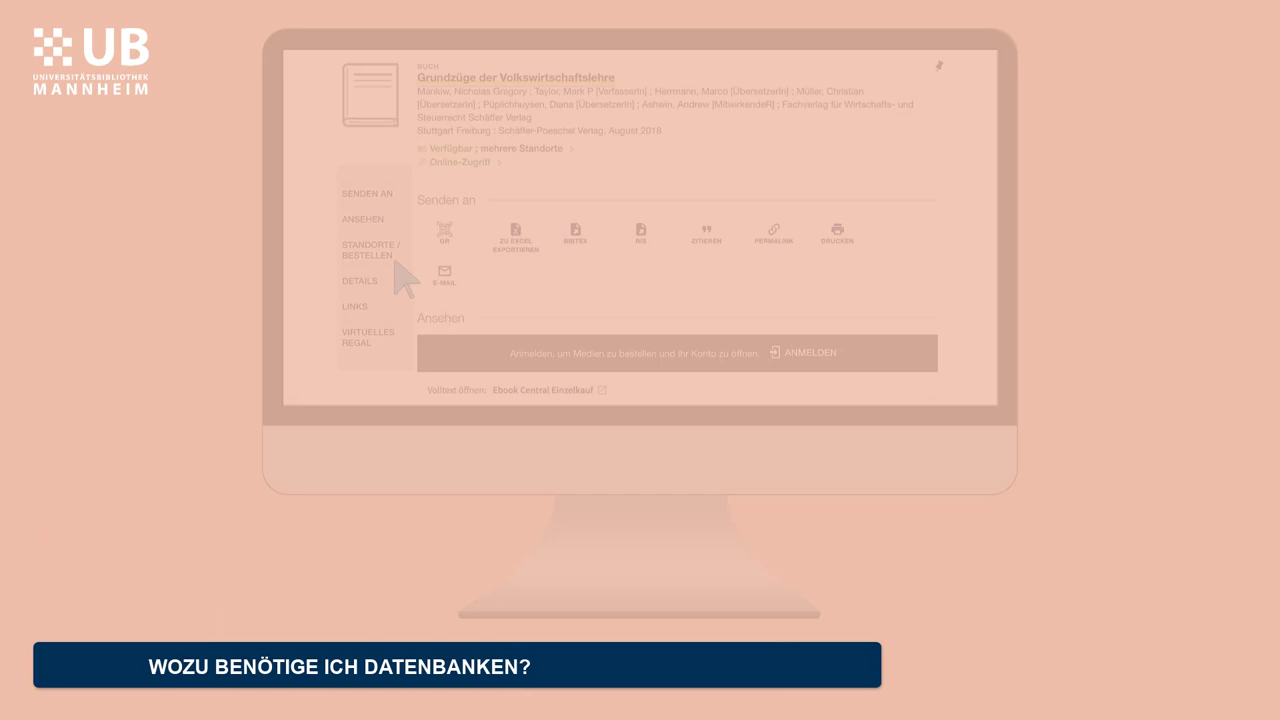 UB
UNIVERSITÄTSBIBLIOTHEK
MANNHEIM
BUCH
Grundzüge der Volkswirtschaftslehre
Mankiw, Nicholas Gregory ; Taylor, Mark P [VerfasserIn] ; Herrmann, Marco [ÜbersetzerIn] ; Müller, Christian
[ÜbersetzerIn] ; Püplichhuysen, Diana [ÜbersetzerIn] ; Ashwin, Andrew [MitwirkendeR] ; Fachverlag für Wirtschafts- und
Steuerrecht Schäffer Verlag
Stuttgart Freiburg : Schäffer-Poeschel Verlag, August 2018
Verfügbar ; mehrere Standorte >
Online-Zugriff >
SENDEN AN
ANSEHEN
STANDORTE /
BESTELLEN
DETAILS
LINKS
VIRTUELLES
REGAL
Senden an
QR
ZU EXCEL
EXPORTIEREN
BIBTEX
RIS
ZITIEREN
PERMALINK
DRUCKEN
E-MAIL
Ansehen
Anmelden, um Medien zu bestellen und Ihr Konto zu öffnen. ANMELDEN
Volltext öffnen: Ebook Central Einzelkauf
WOZU BENÖTIGE ICH DATENBANKEN?